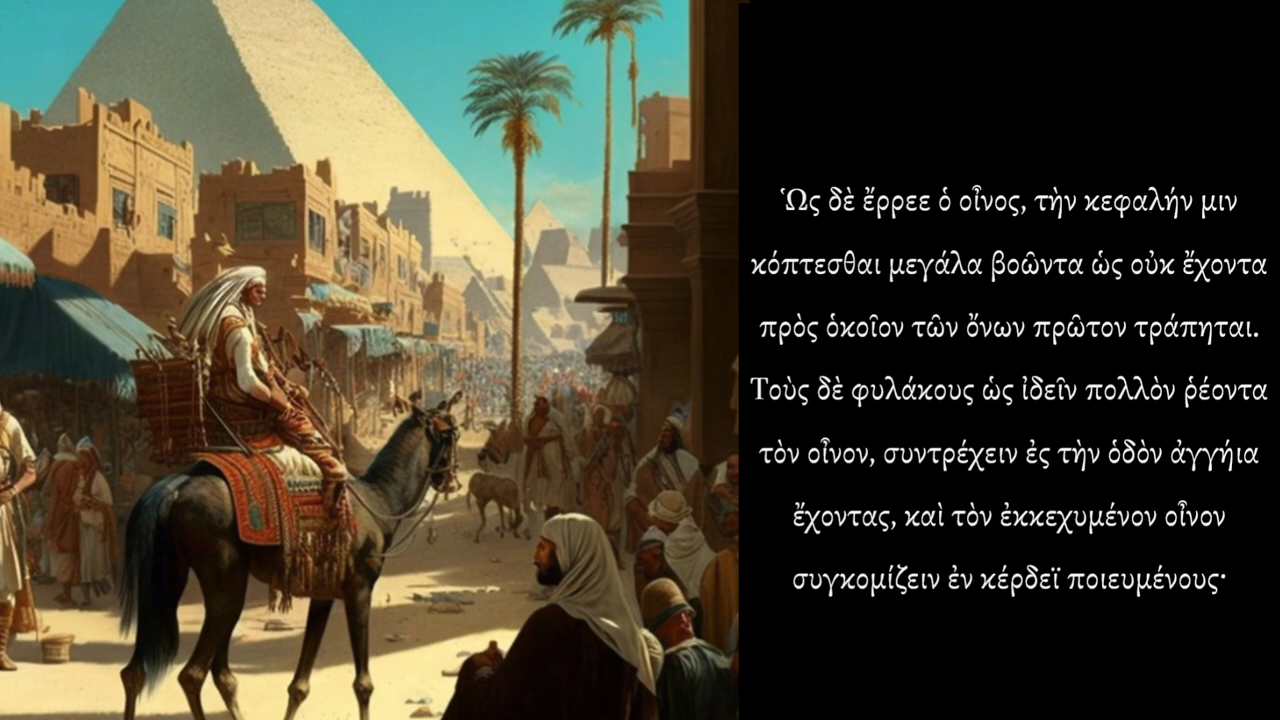 Ὡς δὲ ἔρρεε ὁ οἶνος, τὴν κεφαλήν μιν
κόπτεσθαι μεγάλα βοῶντα ὡς οὐκ ἔχοντα
πρὸς ὁκοῖον τῶν ὄνων πρῶτον τράπηται.
Τοὺς δὲ φυλάκους ὡς ἰδεῖν πολλὸν ῥέοντα
τὸν οἶνον, συντρέχειν ἐς τὴν ὁδὸν ἀγγήια
ἔχοντας, καὶ τὸν ἐκκεχυμένον οἶνον
συγκομίζειν ἐν κέρδεϊ ποιευμένους·